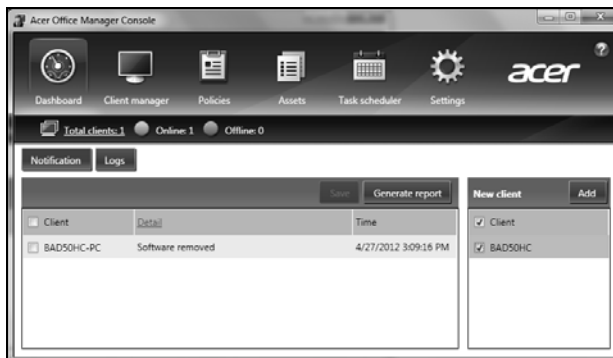 Acer Office Manager Console
?
acer
Dashboard Client manager Policies Assets Task scheduler Settings
Total clients: 1 Online: 1 Offline: 0
Notification Logs
Save Generate report New client Add
Client Detail Time Client
BAD50HC-PC Software removed 4/27/2012 3:09:16 PM BAD50HC